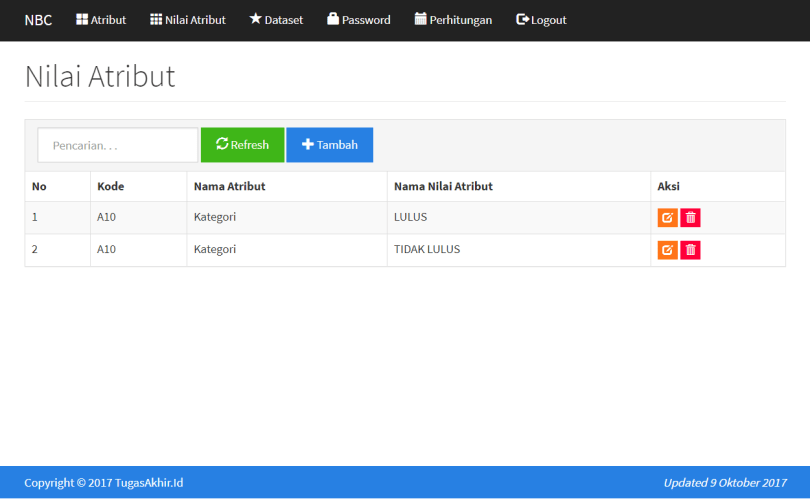 NBC Atribut Nilai Atribut Dataset Password Perhitungan Logout
Nilai Atribut
Pencarian. . . Refresh Tambah
No Kode Nama Atribut Nama Nilai Atribut Aksi
1 A10 Kategori LULUS
2 A10 Kategori TIDAK LULUS
Copyright © 2017 TugasAkhir.Id Updated 9 Oktober 2017